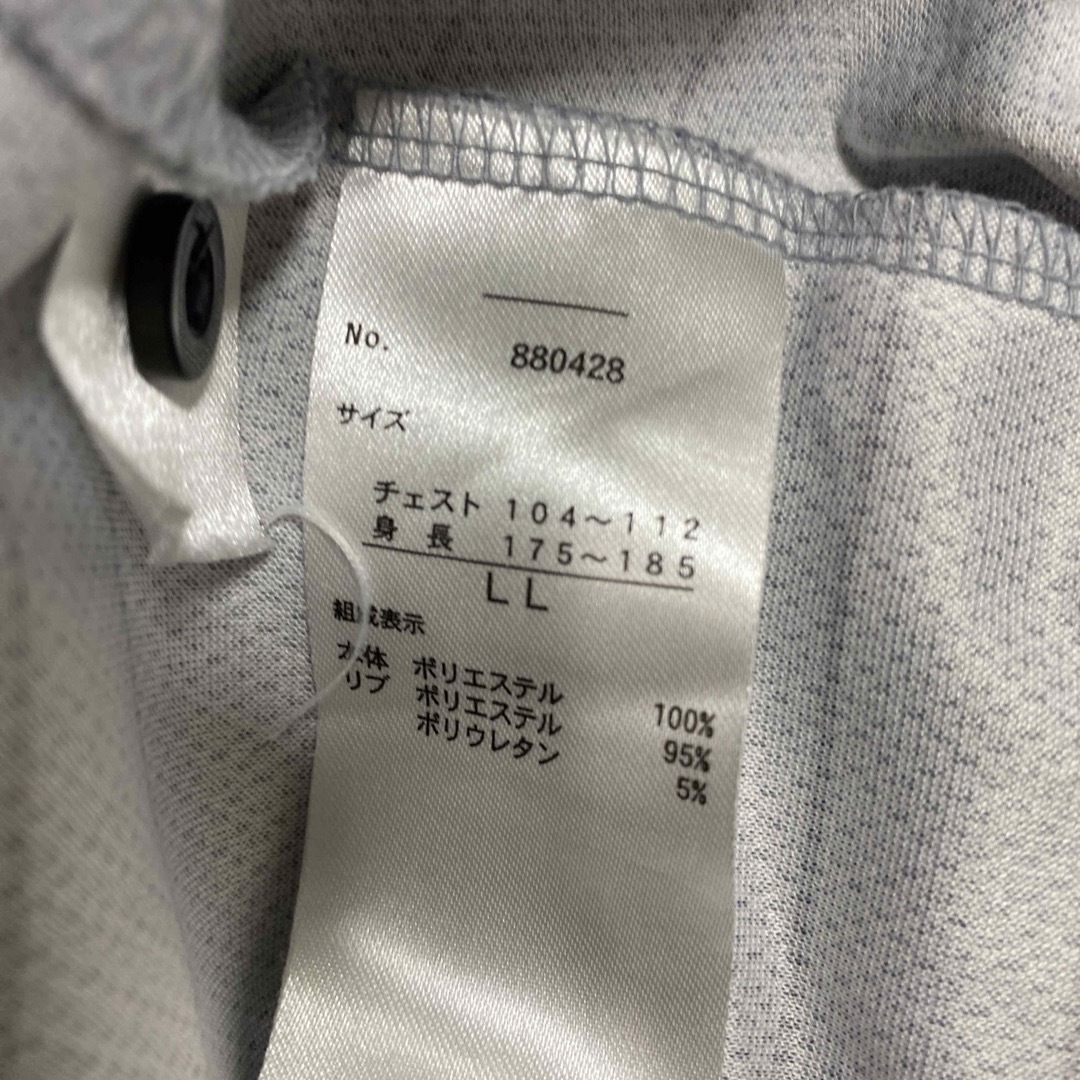 No. 880428
サイズ
チェスト 104～112
身長 175～185
LL
組成表示
本体 ポリエステル 100%
リブ ポリエステル 95%
ポリウレタン 5%